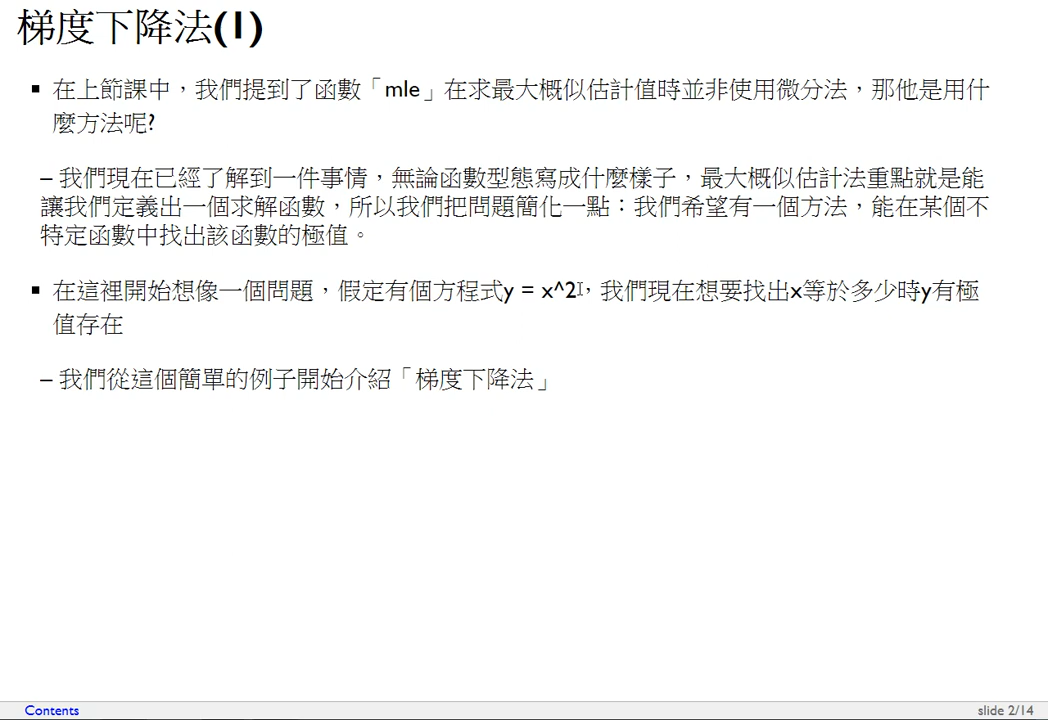 梯度下降法(1)
▪ 在上節課中，我們提到了函數「mle」在求最大概似估計值時並非使用微分法，那他是用什
麼方法呢?
– 我們現在已經了解到一件事情，無論函數型態寫成什麼樣子，最大概似估計法重點就是能
讓我們定義出一個求解函數，所以我們把問題簡化一點：我們希望有一個方法，能在某個不
特定函數中找出該函數的極值。
▪ 在這裡開始想像一個問題，假定有個方程式y = x^2，我們現在想要找出x等於多少時y有極
值存在
– 我們從這個簡單的例子開始介紹「梯度下降法」
Contents
slide 2/14